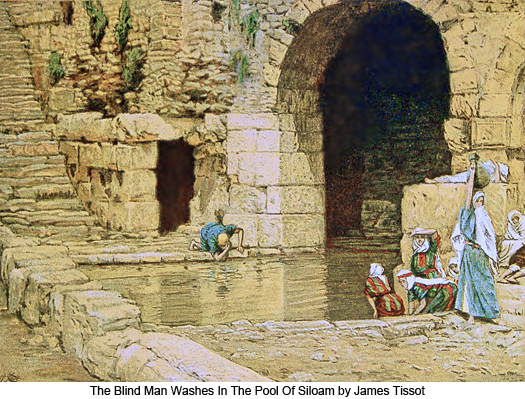 The Blind Man Washes In The Pool Of Siloam by James Tissot